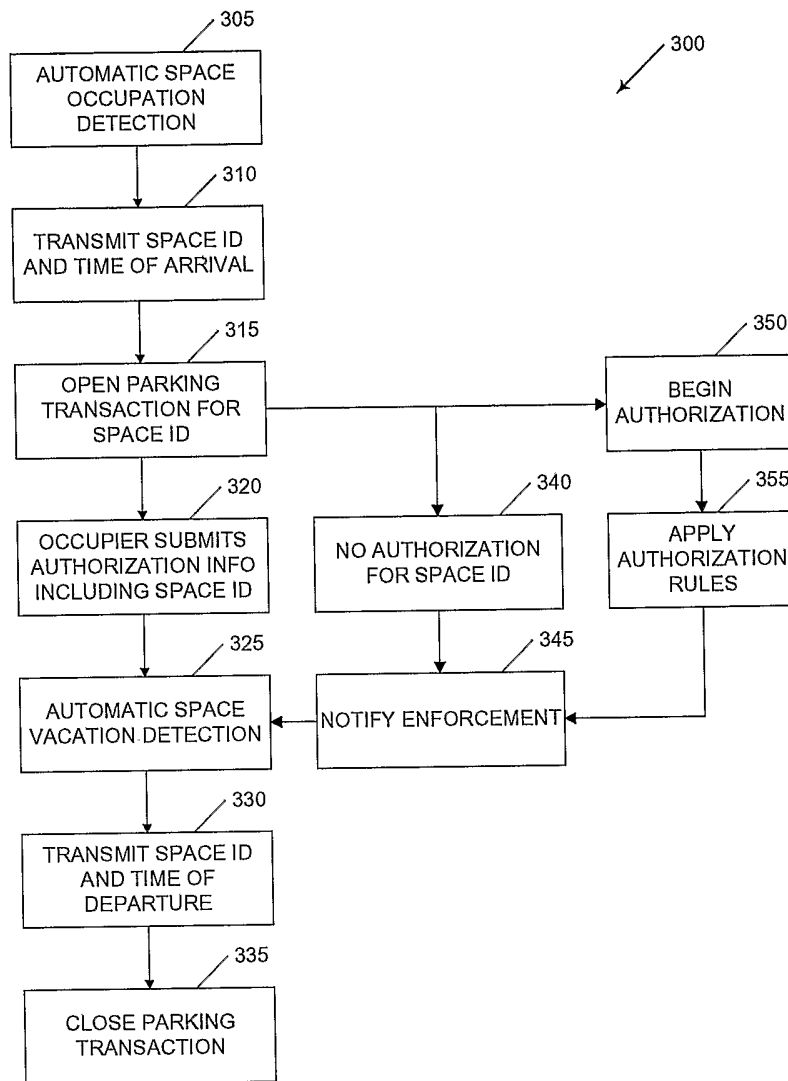 305
AUTOMATIC SPACE
OCCUPATION
DETECTION
300
310
TRANSMIT SPACE ID
AND TIME OF ARRIVAL
315
OPEN PARKING
TRANSACTION FOR
SPACE ID
350
BEGIN
AUTHORIZATION
320
OCCUPIER SUBMITS
AUTHORIZATION INFO
INCLUDING SPACE ID
340
NO AUTHORIZATION
FOR SPACE ID
355
APPLY
AUTHORIZATION
RULES
325
AUTOMATIC SPACE
VACATION DETECTION
345
NOTIFY ENFORCEMENT
330
TRANSMIT SPACE ID
AND TIME OF
DEPARTURE
335
CLOSE PARKING
TRANSACTION